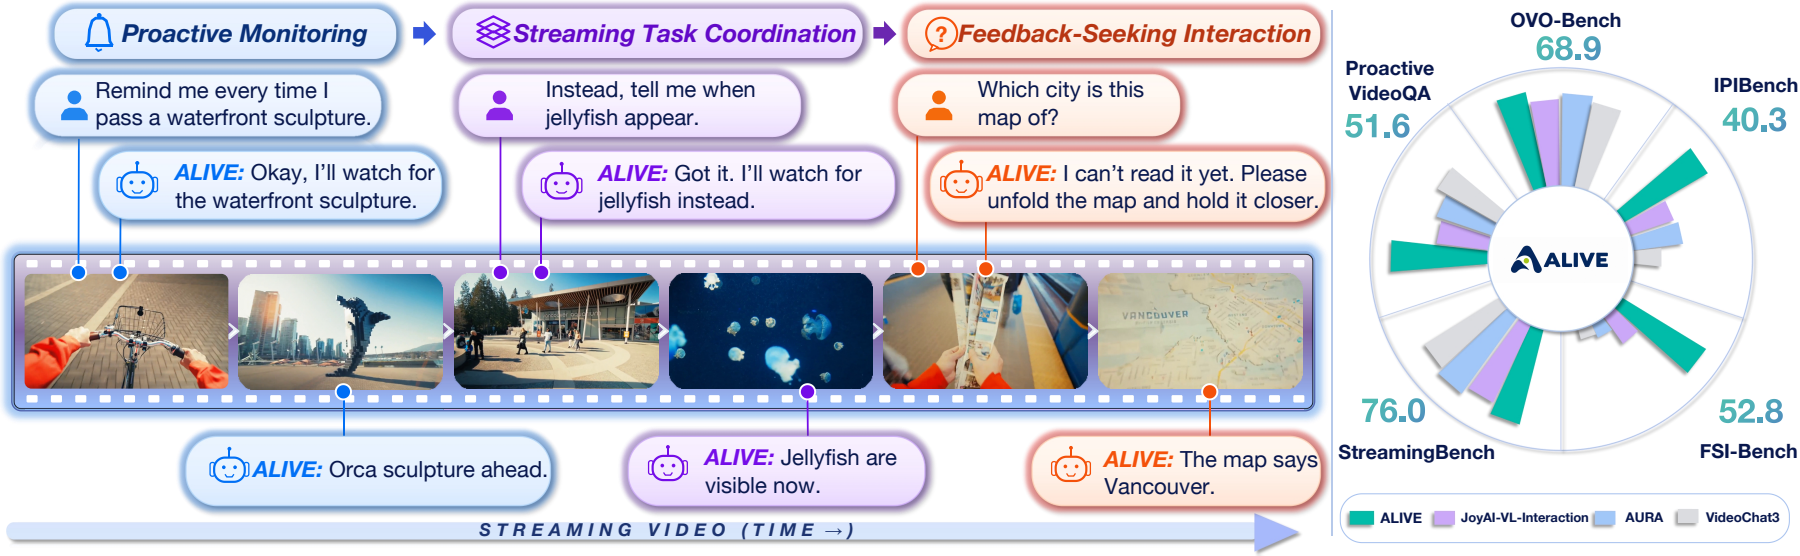 Proactive Monitoring
Streaming Task Coordination
Feedback-Seeking Interaction
Remind me every time I
pass a waterfront sculpture.
ALIVE: Okay, I'll watch for
the waterfront sculpture.
Instead, tell me when
jellyfish appear.
ALIVE: Got it. I'll watch for
jellyfish instead.
Which city is this
map of?
ALIVE: I can't read it yet. Please
unfold the map and hold it closer.
VANCOUVER
ALIVE: Orca sculpture ahead.
ALIVE: Jellyfish are
visible now.
ALIVE: The map says
Vancouver.
STREAMING VIDEO (TIME →)
OVO-Bench
68.9
Proactive
VideoQA
51.6
IPIBench
40.3
ALIVE
76.0
StreamingBench
52.8
FSI-Bench
ALIVE
JoyAI-VL-Interaction
AURA
VideoChat3